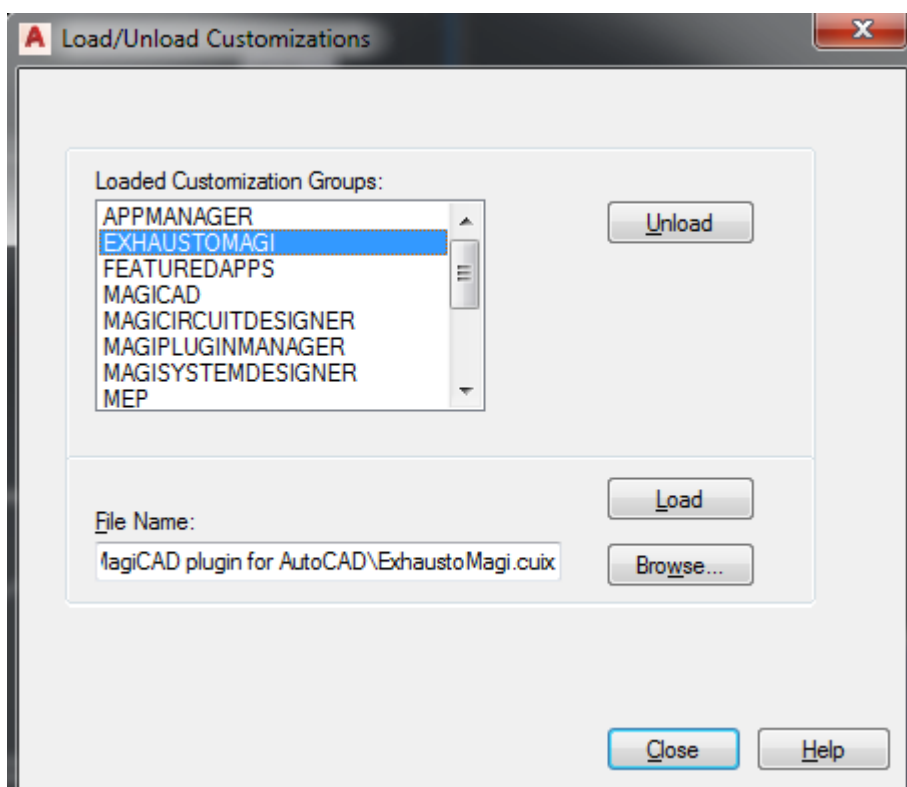 A Load/Unload Customizations
Loaded Customization Groups:
APPMANAGER
EXHAUSTOMAGI
FEATUREDAPPS
MAGICAD
MAGICIRCUITDESIGNER
MAGIPLUGINMANAGER
MAGISYSTEMDESIGNER
MEP
Unload
Load
File Name:
MagiCAD plugin for AutoCAD\ExhaustoMagi.cuix
Browse...
Close
Help